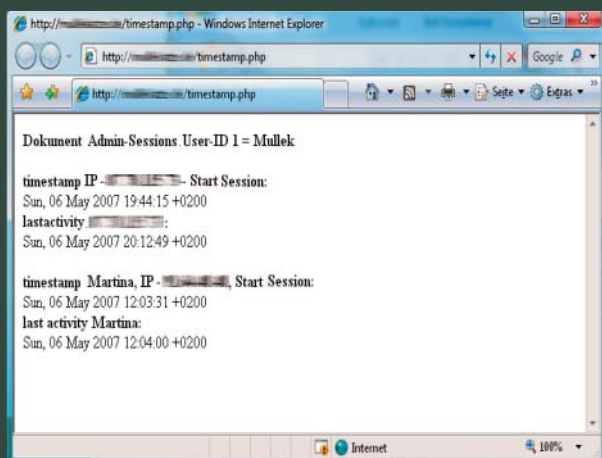 http:// /timestamp.php - Windows Internet Explorer
http:// /timestamp.php
Google
http:// /timestamp.php
Seite
Extras
Dokument Admin-Sessions. User-ID 1 = Mullek
timestamp IP - - Start Session:
Sun, 06 May 2007 19:44:15 +0200
lastactivity :
Sun, 06 May 2007 20:12:49 +0200
timestamp Martina, IP - , Start Session:
Sun, 06 May 2007 12:03:31 +0200
last activity Martina:
Sun, 06 May 2007 12:04:00 +0200
Internet
100%